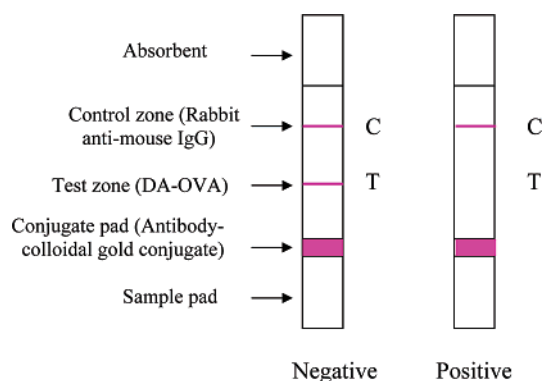 Absorbent
Control zone (Rabbit
anti-mouse IgG)
C
C
Test zone (DA-OVA)
T
T
Conjugate pad (Antibody-
colloidal gold conjugate)
Sample pad
Negative
Positive